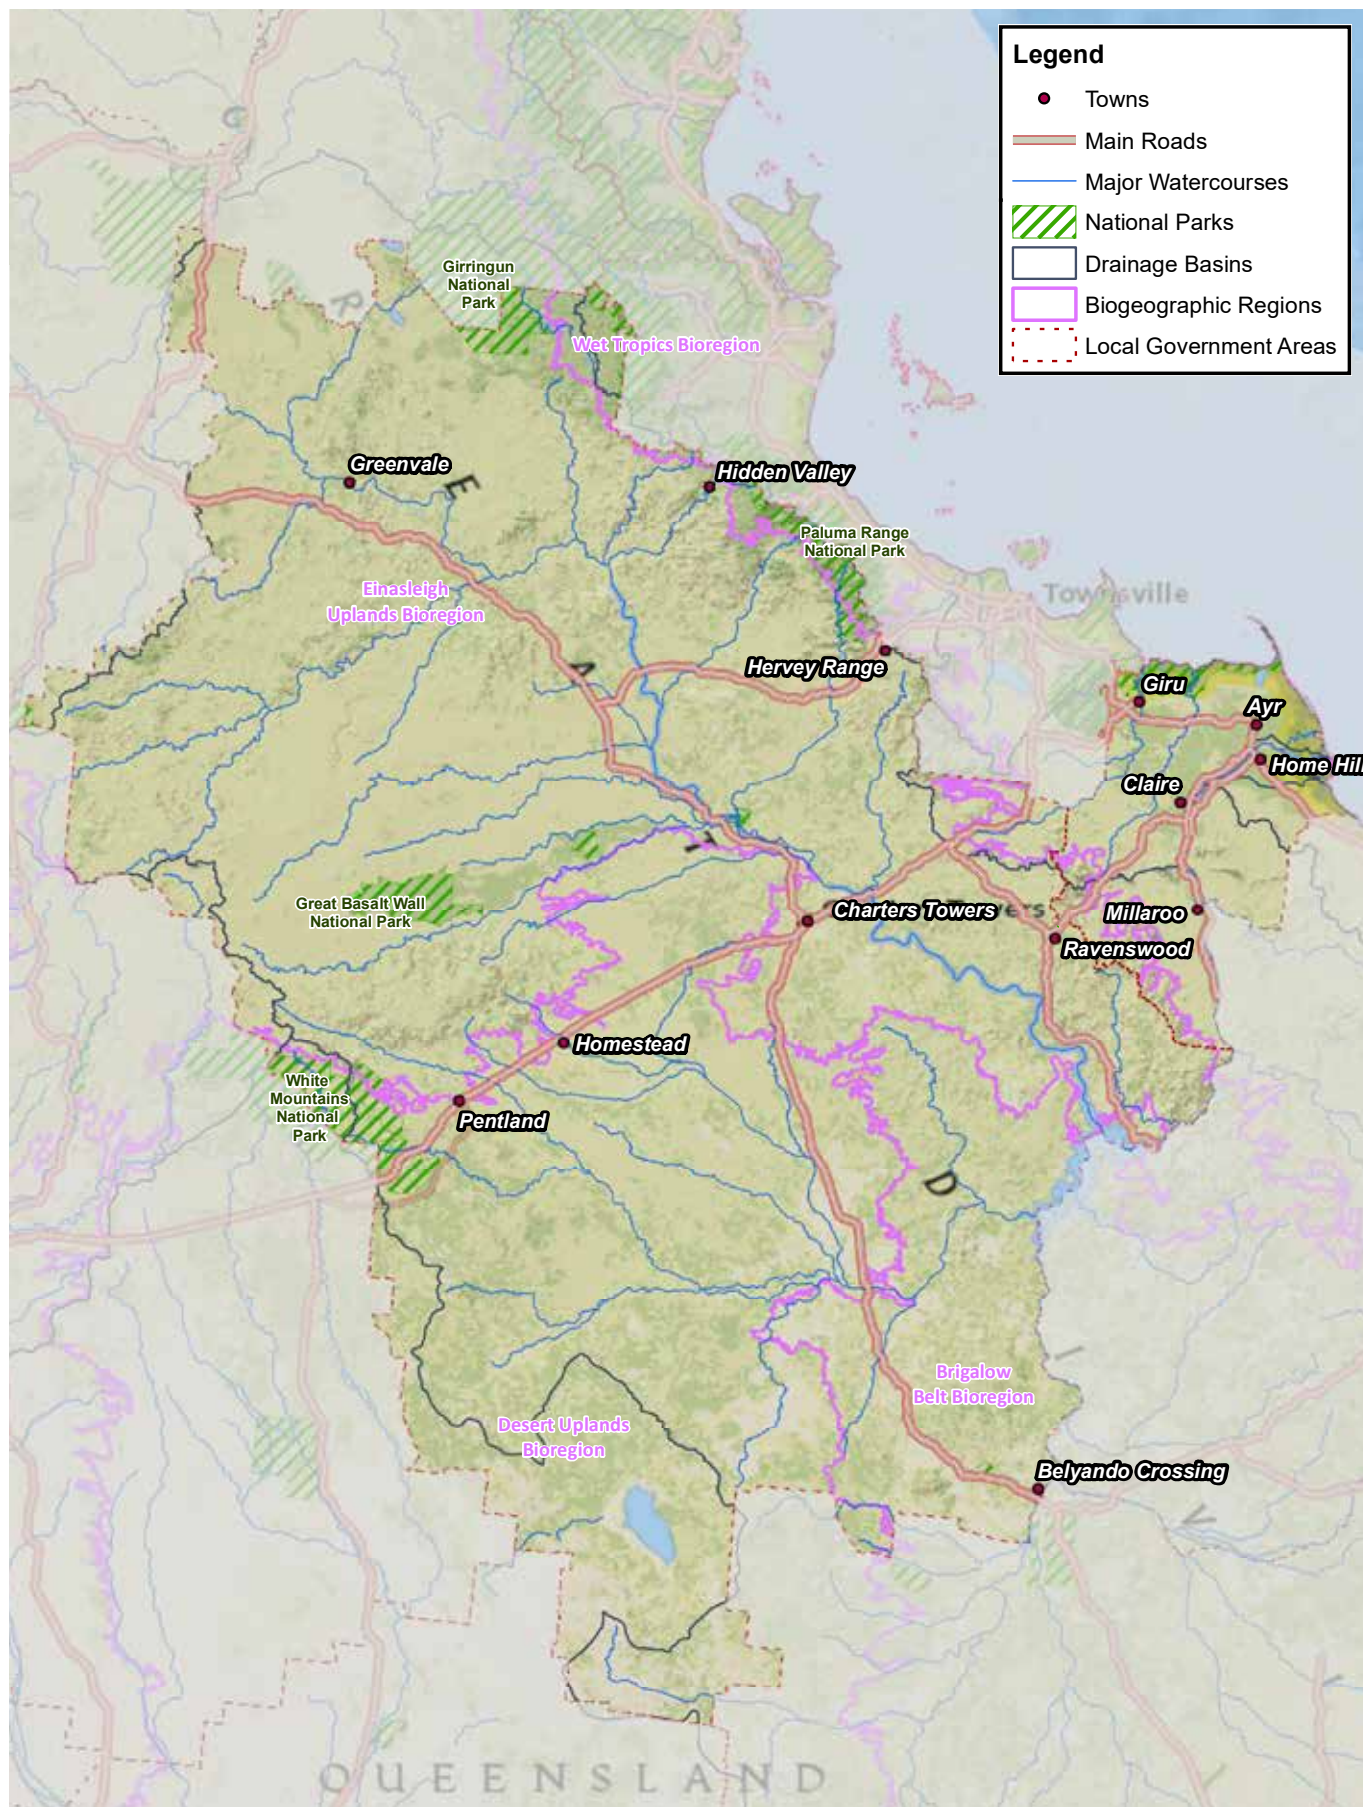 Legend
Towns
Main Roads
Major Watercourses
National Parks
Drainage Basins
Biogeographic Regions
Local Government Areas
G
R
E
A
T
D
I
V
I
Girringun
National
Park
Wet Tropics Bioregion
Greenvale
Hidden Valley
Paluma Range
National Park
Einasleigh
Uplands Bioregion
Townsville
Hervey Range
Giru
Ayr
Home Hill
Claire
Great Basalt Wall
National Park
Charters Towers
Millaroo
Ravenswood
Homestead
White
Mountains
National
Park
Pentland
Brigalow
Belt Bioregion
Desert Uplands
Bioregion
Belyando Crossing
QUEENSLAND